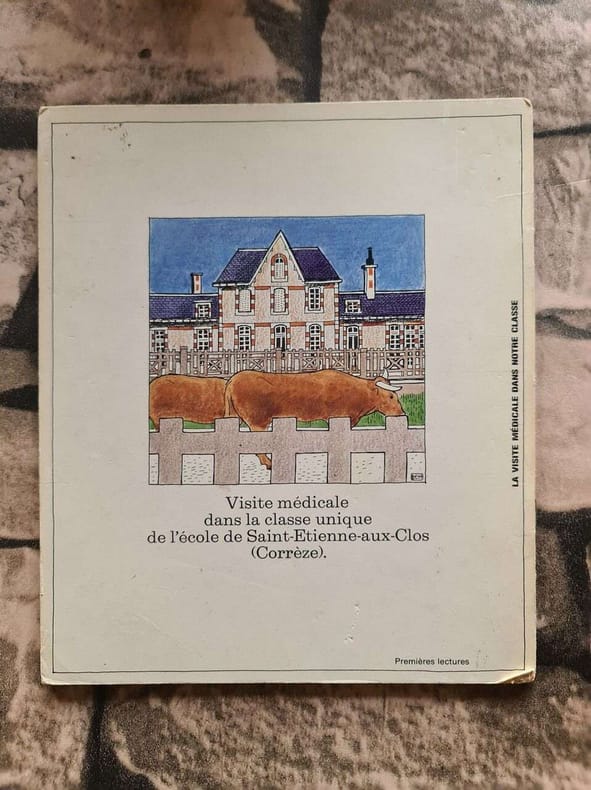 Visite médicale
dans la classe unique
de l'école de Saint-Etienne-aux-Clos
(Corrèze).
Premières lectures
LA VISITE MÉDICALE DANS NOTRE CLASSE